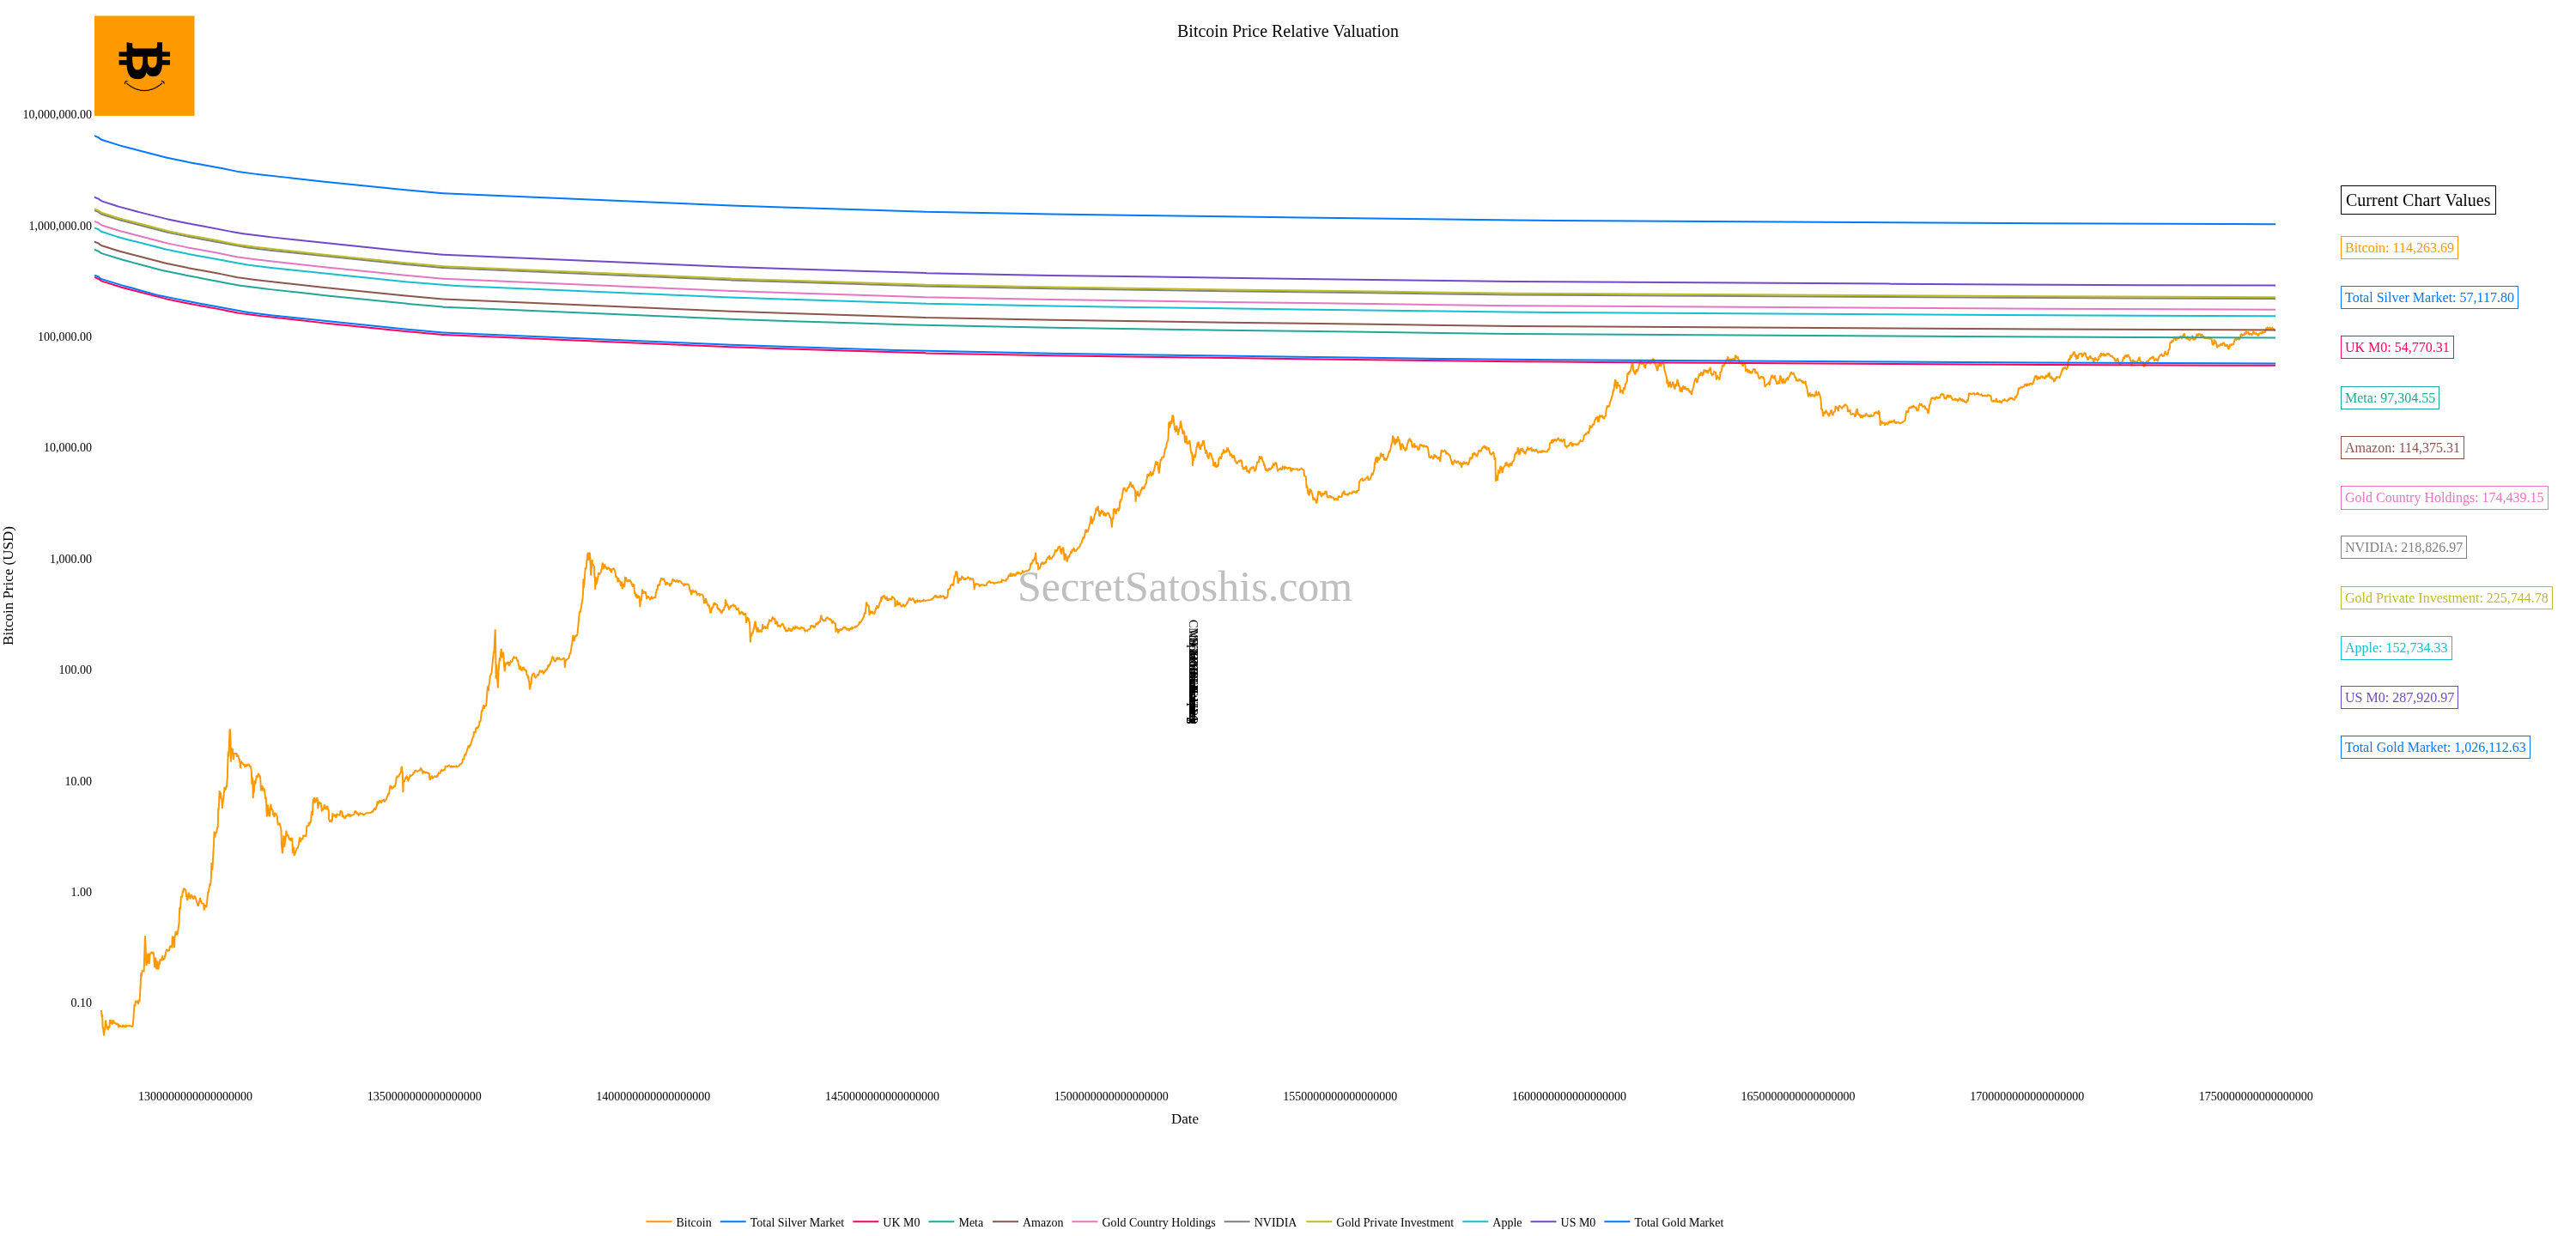 Bitcoin Price Relative Valuation
10,000,000.00
1,000,000.00
100,000.00
10,000.00
1,000.00
100.00
10.00
1.00
0.10
Bitcoin Price (USD)
SecretSatoshis.com
1300000000000000000
1350000000000000000
1400000000000000000
1450000000000000000
1500000000000000000
1550000000000000000
1600000000000000000
1650000000000000000
1700000000000000000
1750000000000000000
Date
Current Chart Values
Bitcoin: 114,263.69
Total Silver Market: 57,117.80
UK M0: 54,770.31
Meta: 97,304.55
Amazon: 114,375.31
Gold Country Holdings: 174,439.15
NVIDIA: 218,826.97
Gold Private Investment: 225,744.78
Apple: 152,734.33
US M0: 287,920.97
Total Gold Market: 1,026,112.63
Bitcoin Total Silver Market UK M0 Meta Amazon Gold Country Holdings NVIDIA Gold Private Investment Apple US M0 Total Gold Market